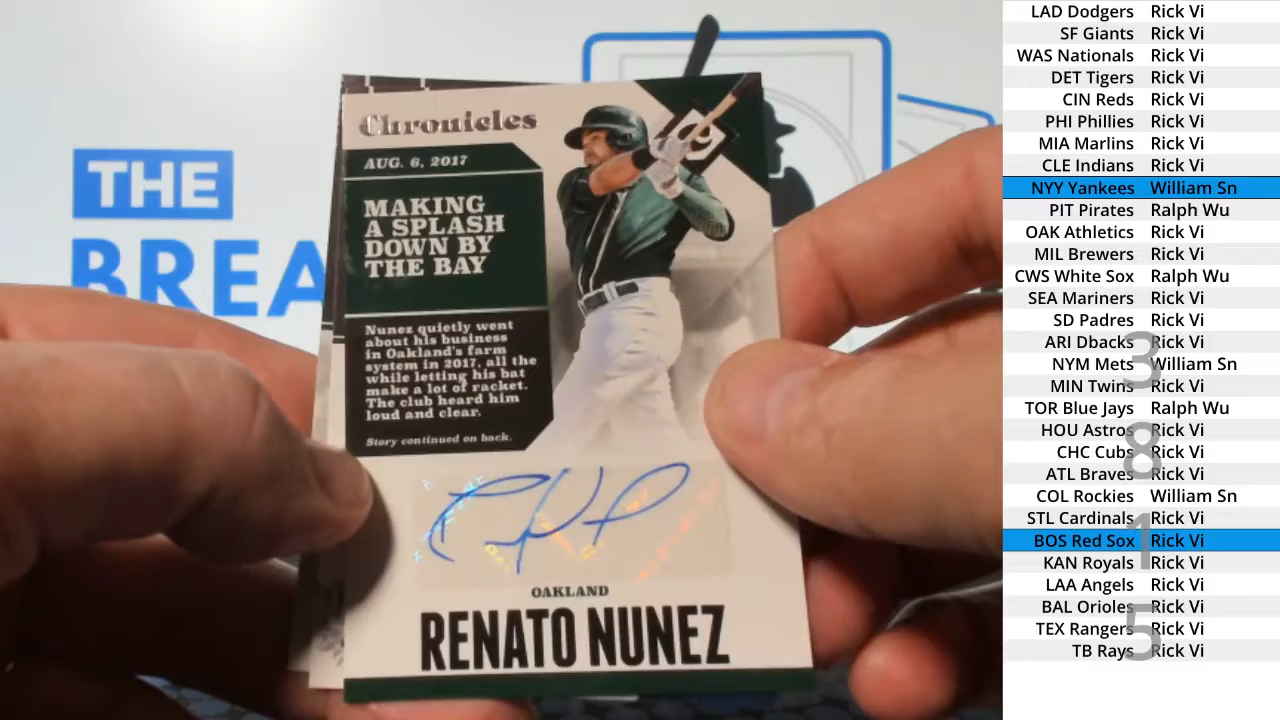 THE
BREA
Chronicles
AUG. 6, 2017
MAKING
A SPLASH
DOWN BY
THE BAY
Nunez quietly went
about his business
in Oakland's farm
system in 2017, all the
while letting his bat
make a lot of racket.
The club heard him
loud and clear.
Story continued on back.
OAKLAND
RENATO NUNEZ
LAD Dodgers Rick Vi
SF Giants Rick Vi
WAS Nationals Rick Vi
DET Tigers Rick Vi
CIN Reds Rick Vi
PHI Phillies Rick Vi
MIA Marlins Rick Vi
CLE Indians Rick Vi
NYY Yankees William Sn
PIT Pirates Ralph Wu
OAK Athletics Rick Vi
MIL Brewers Rick Vi
CWS White Sox Ralph Wu
SEA Mariners Rick Vi
SD Padres Rick Vi
ARI Dbacks Rick Vi
NYM Mets William Sn
MIN Twins Rick Vi
TOR Blue Jays Ralph Wu
HOU Astros Rick Vi
CHC Cubs Rick Vi
ATL Braves Rick Vi
COL Rockies William Sn
STL Cardinals Rick Vi
BOS Red Sox Rick Vi
KAN Royals Rick Vi
LAA Angels Rick Vi
BAL Orioles Rick Vi
TEX Rangers Rick Vi
TB Rays Rick Vi
3
8
1
5